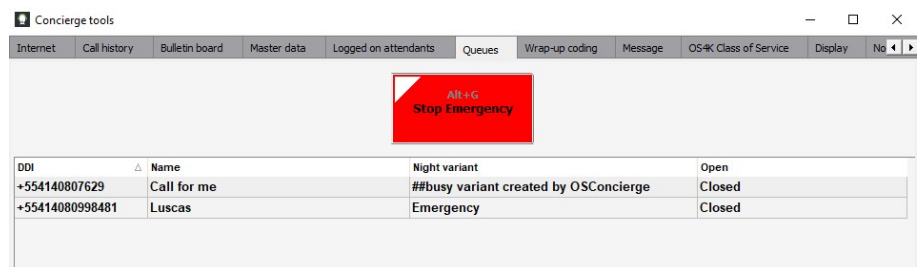 Concierge tools
Internet Call history Bulletin board Master data Logged on attendants Queues Wrap-up coding Message OS4K Class of Service Display No
Alt+G
Stop Emergency
DDI Name Night variant Open
+554140807629 Call for me ##busy variant created by OSConcierge Closed
+55414080998481 Luscas Emergency Closed